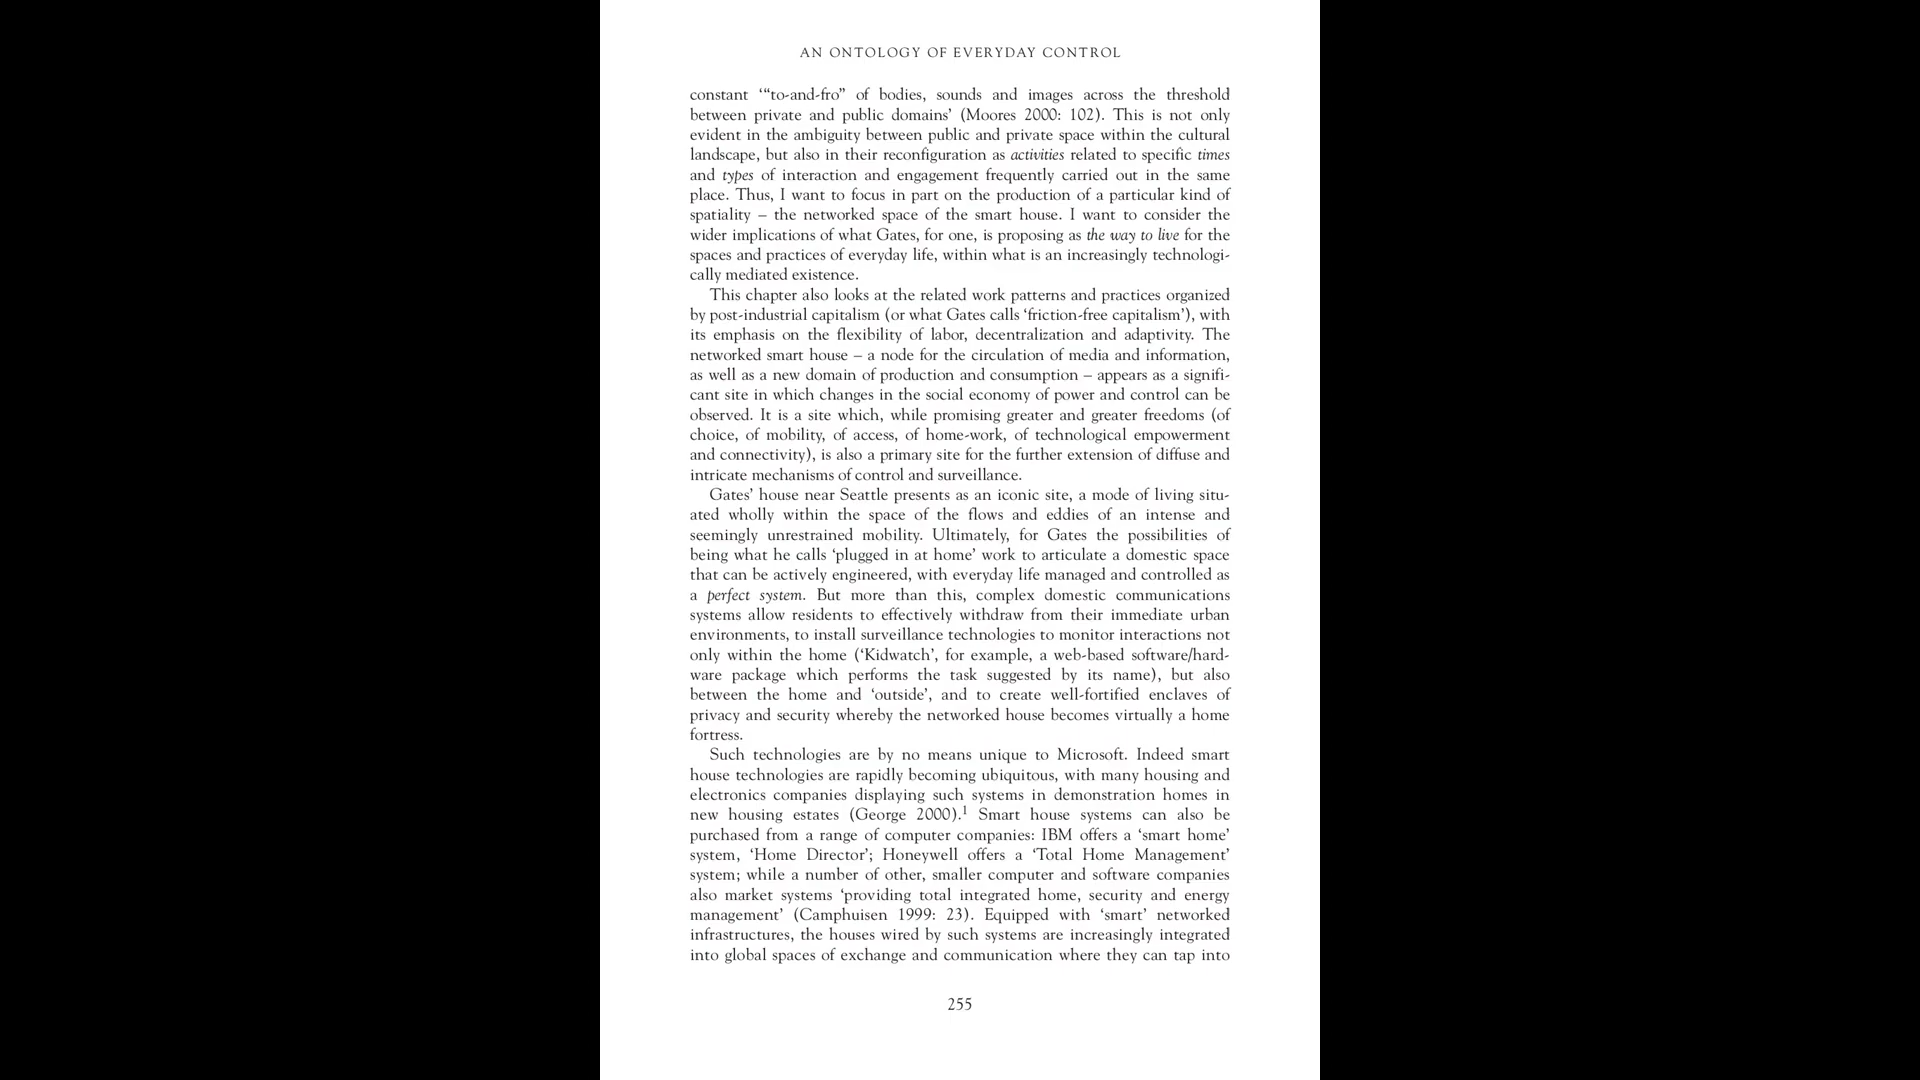 AN ONTOLOGY OF EVERYDAY CONTROL
constant ‘“to-and-fro” of bodies, sounds and images across the threshold
between private and public domains’ (Moores 2000: 102). This is not only
evident in the ambiguity between public and private space within the cultural
landscape, but also in their reconfiguration as activities related to specific times
and types of interaction and engagement frequently carried out in the same
place. Thus, I want to focus in part on the production of a particular kind of
spatiality – the networked space of the smart house. I want to consider the
wider implications of what Gates, for one, is proposing as the way to live for the
spaces and practices of everyday life, within what is an increasingly technologi-
cally mediated existence.
This chapter also looks at the related work patterns and practices organized
by post-industrial capitalism (or what Gates calls ‘friction-free capitalism’), with
its emphasis on the flexibility of labor, decentralization and adaptivity. The
networked smart house – a node for the circulation of media and information,
as well as a new domain of production and consumption – appears as a signifi-
cant site in which changes in the social economy of power and control can be
observed. It is a site which, while promising greater and greater freedoms (of
choice, of mobility, of access, of home-work, of technological empowerment
and connectivity), is also a primary site for the further extension of diffuse and
intricate mechanisms of control and surveillance.
Gates’ house near Seattle presents as an iconic site, a mode of living situ-
ated wholly within the space of the flows and eddies of an intense and
seemingly unrestrained mobility. Ultimately, for Gates the possibilities of
being what he calls ‘plugged in at home’ work to articulate a domestic space
that can be actively engineered, with everyday life managed and controlled as
a perfect system. But more than this, complex domestic communications
systems allow residents to effectively withdraw from their immediate urban
environments, to install surveillance technologies to monitor interactions not
only within the home (‘Kidwatch’, for example, a web-based software/hard-
ware package which performs the task suggested by its name), but also
between the home and ‘outside’, and to create well-fortified enclaves of
privacy and security whereby the networked house becomes virtually a home
fortress.
Such technologies are by no means unique to Microsoft. Indeed smart
house technologies are rapidly becoming ubiquitous, with many housing and
electronics companies displaying such systems in demonstration homes in
new housing estates (George 2000).1 Smart house systems can also be
purchased from a range of computer companies: IBM offers a ‘smart home’
system, ‘Home Director’; Honeywell offers a ‘Total Home Management’
system; while a number of other, smaller computer and software companies
also market systems ‘providing total integrated home, security and energy
management’ (Camphuisen 1999: 23). Equipped with ‘smart’ networked
infrastructures, the houses wired by such systems are increasingly integrated
into global spaces of exchange and communication where they can tap into
255